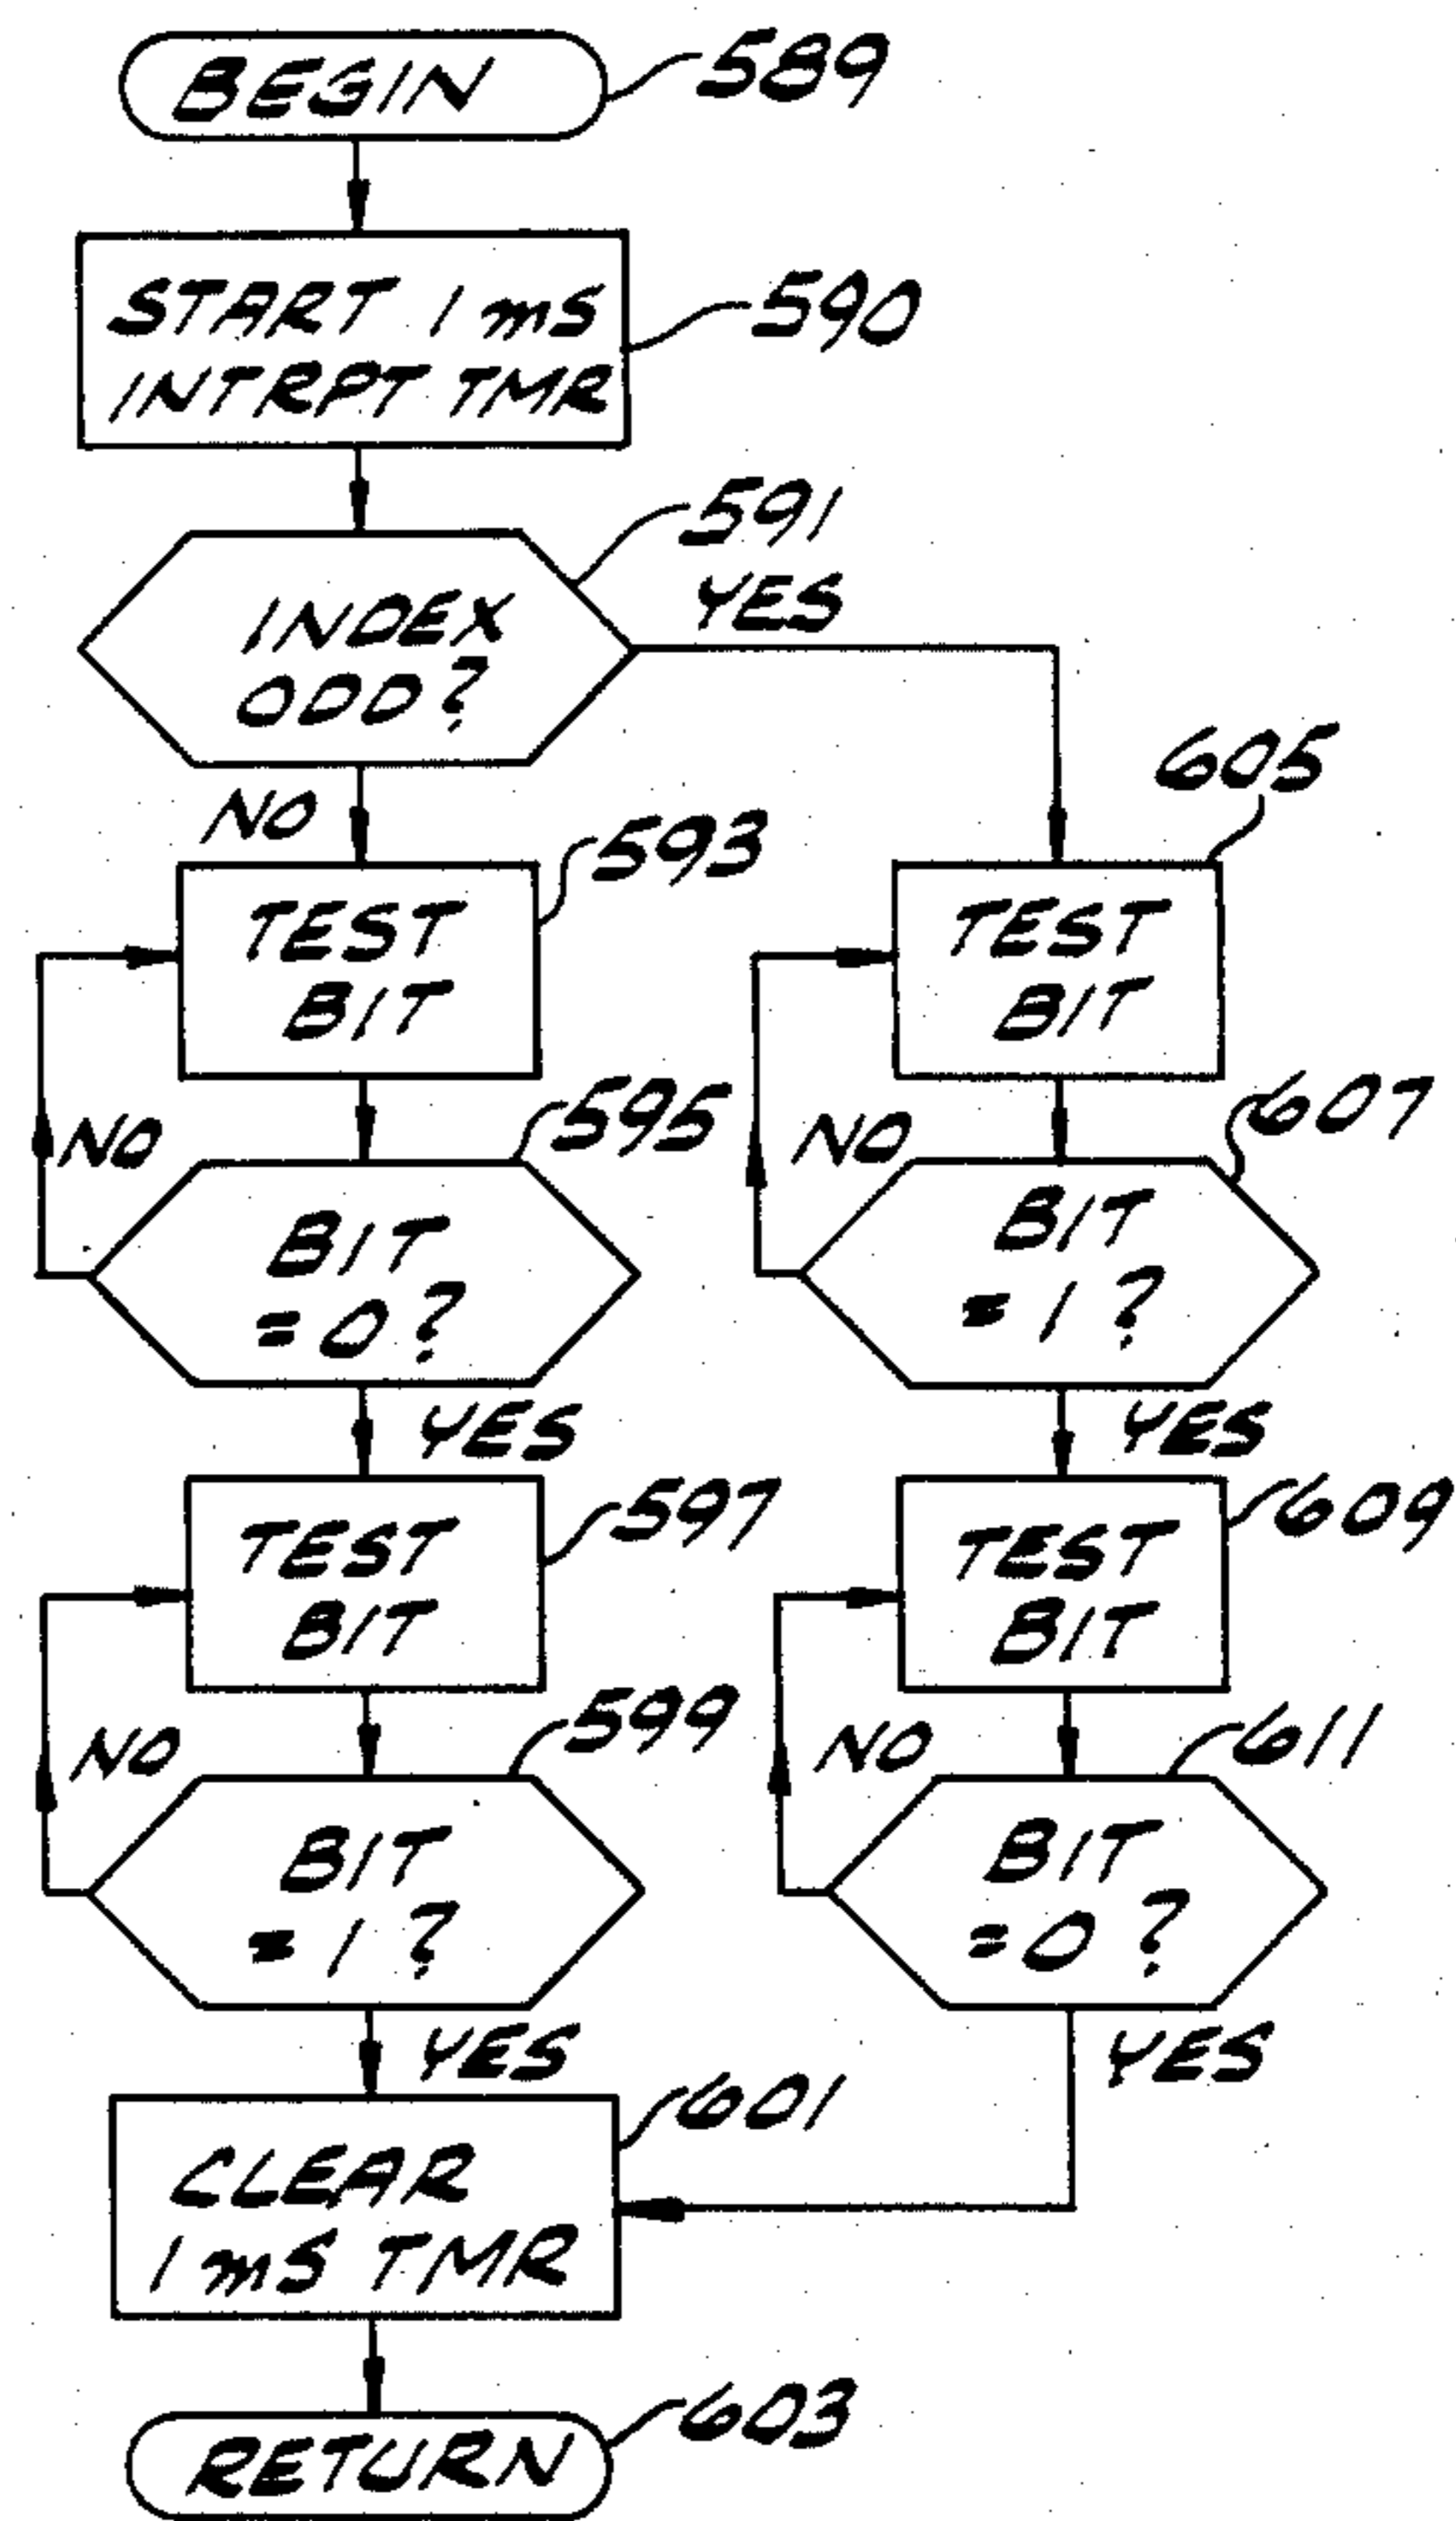 BEGIN
589
START 1 mS
INTRPT TMR
590
591
INDEX
ODD?
YES
NO
593
605
TEST
BIT
TEST
BIT
NO
595
NO
607
BIT
=0?
BIT
=1?
YES
YES
TEST
BIT
597
TEST
BIT
609
NO
599
NO
611
BIT
=1?
BIT
=0?
YES
YES
601
CLEAR
1 mS TMR
603
RETURN